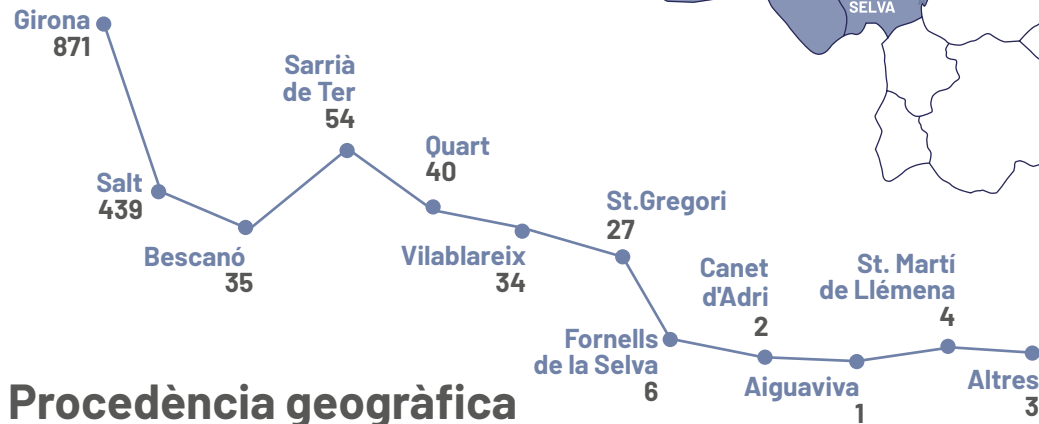 SELVA
Girona
871
Sarrià
de Ter
54
Quart
40
Salt
439
St.Gregori
27
Bescanó
35
Vilablareix
34
Canet
d'Adri
2
St. Martí
de Llémena
4
Fornells
de la Selva
6
Aiguaviva
1
Altres
3
Procedència geogràfica